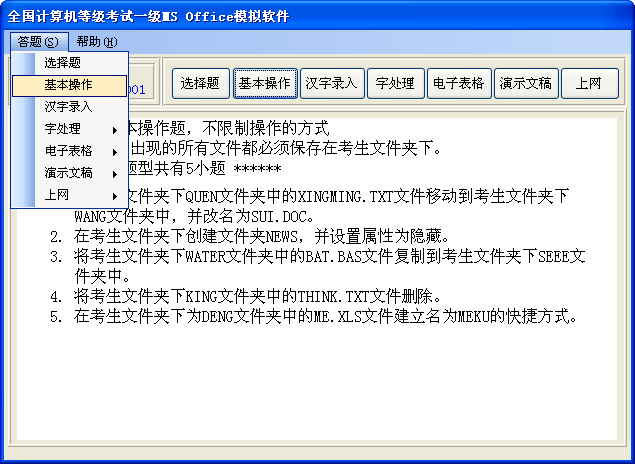 全国计算机等级考试一级MS Office模拟软件
答题(S) 帮助(H)
选择题
基本操作
汉字录入
字处理
电子表格
演示文稿
上网
001
选择题 基本操作 汉字录入 字处理 电子表格 演示文稿 上网
本操作题，不限制操作的方式
出现的所有文件都必须保存在考生文件夹下。
题型共有5小题 ******
文件夹下QUEN文件夹中的XINGMING.TXT文件移动到考生文件夹下
WANG文件夹中，并改名为SUI.DOC。
2. 在考生文件夹下创建文件夹NEWS，并设置属性为隐藏。
3. 将考生文件夹下WATER文件夹中的BAT.BAS文件复制到考生文件夹下SEEE文
件夹中。
4. 将考生文件夹下KING文件夹中的THINK.TXT文件删除。
5. 在考生文件夹下为DENG文件夹中的ME.XLS文件建立名为MEKU的快捷方式。